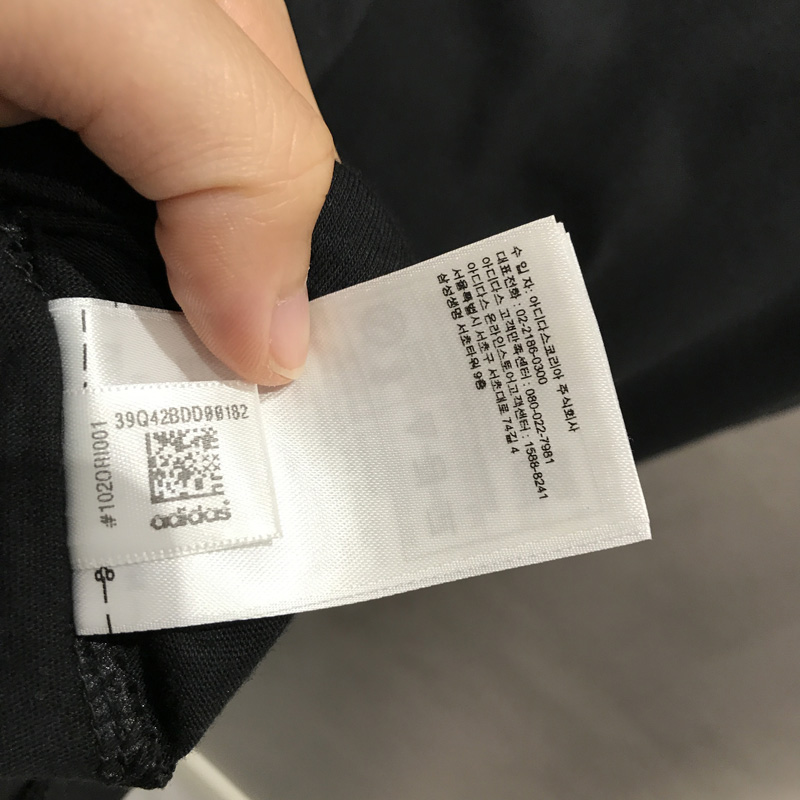 수 입 자: 아디다스코리아 주식회사
대표전화 : 02-2186-0300
아디다스 고객만족센터 : 080-022-7981
아디다스 온라인스토어고객센터 : 1588-8241
서울특별시 서초구 서초대로 74길 4
삼성생명 서초타워 9층
39Q42BDD90182
adidas
#1020RI001